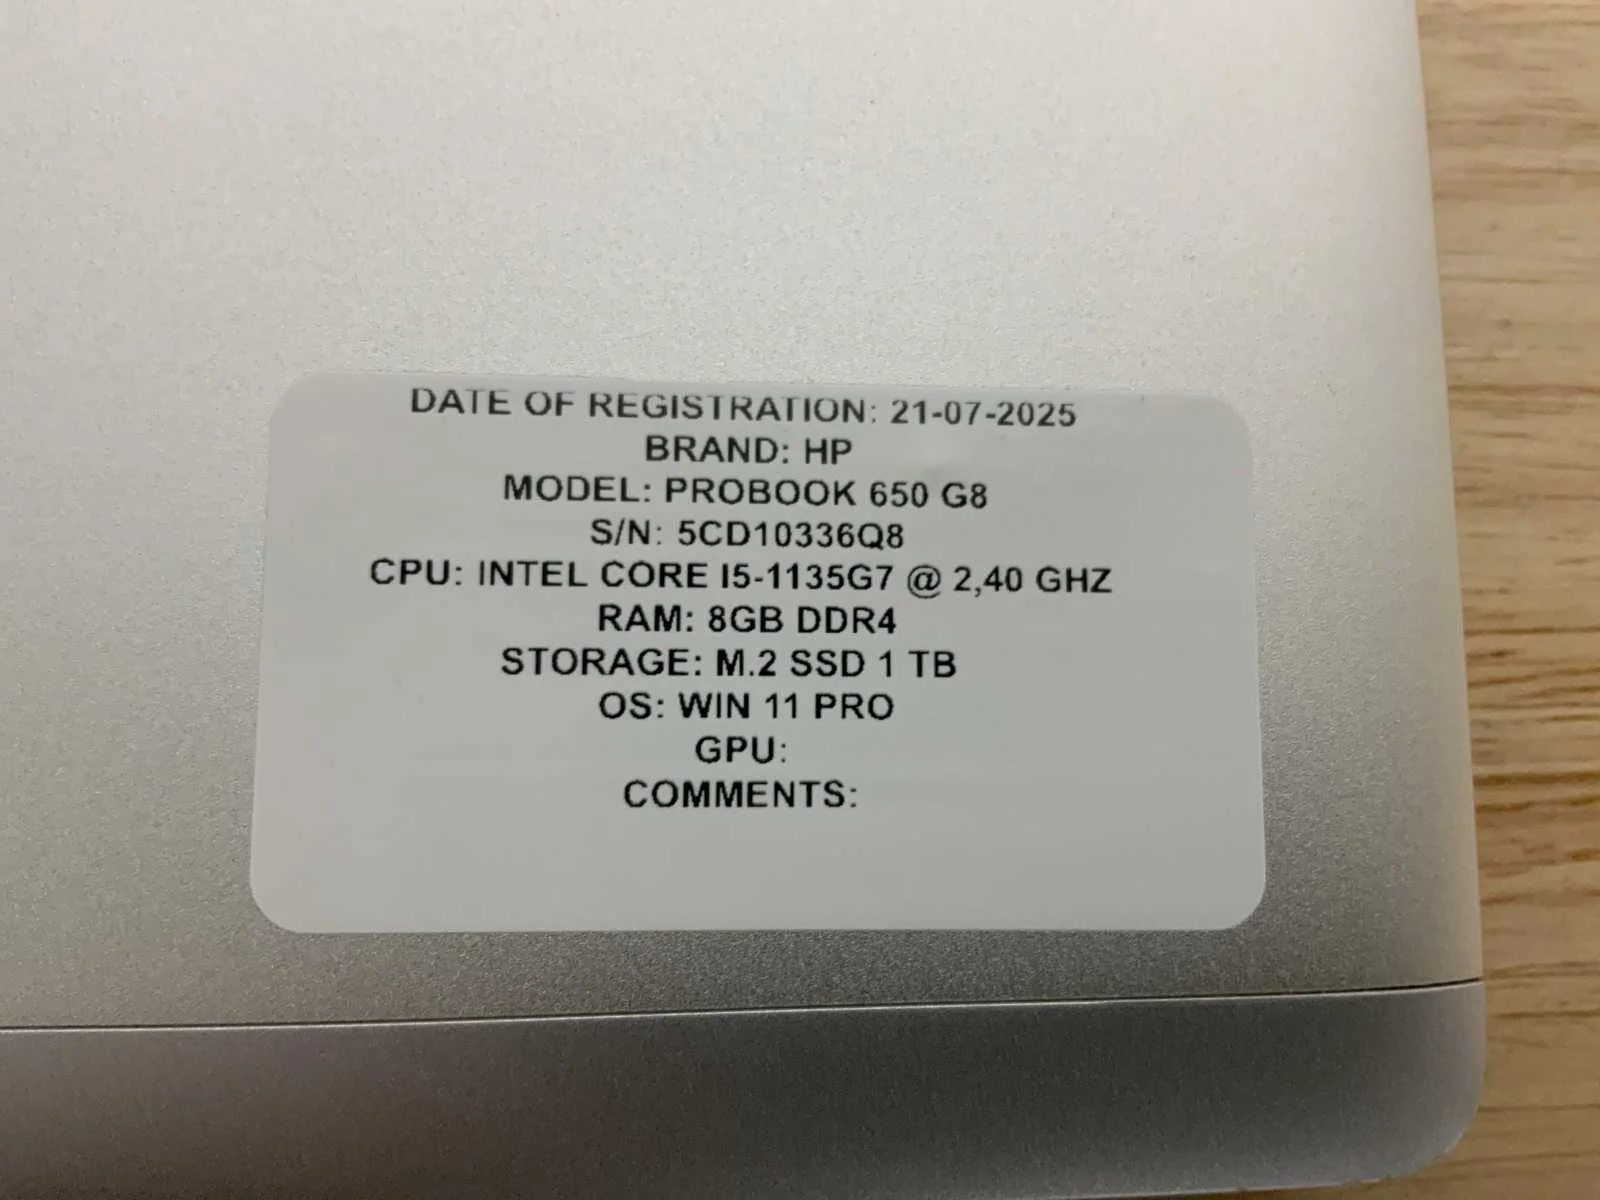 DATE OF REGISTRATION: 21-07-2025
BRAND: HP
MODEL: PROBOOK 650 G8
S/N: 5CD10336Q8
CPU: INTEL CORE I5-1135G7 @ 2,40 GHZ
RAM: 8GB DDR4
STORAGE: M.2 SSD 1 TB
OS: WIN 11 PRO
GPU:
COMMENTS: